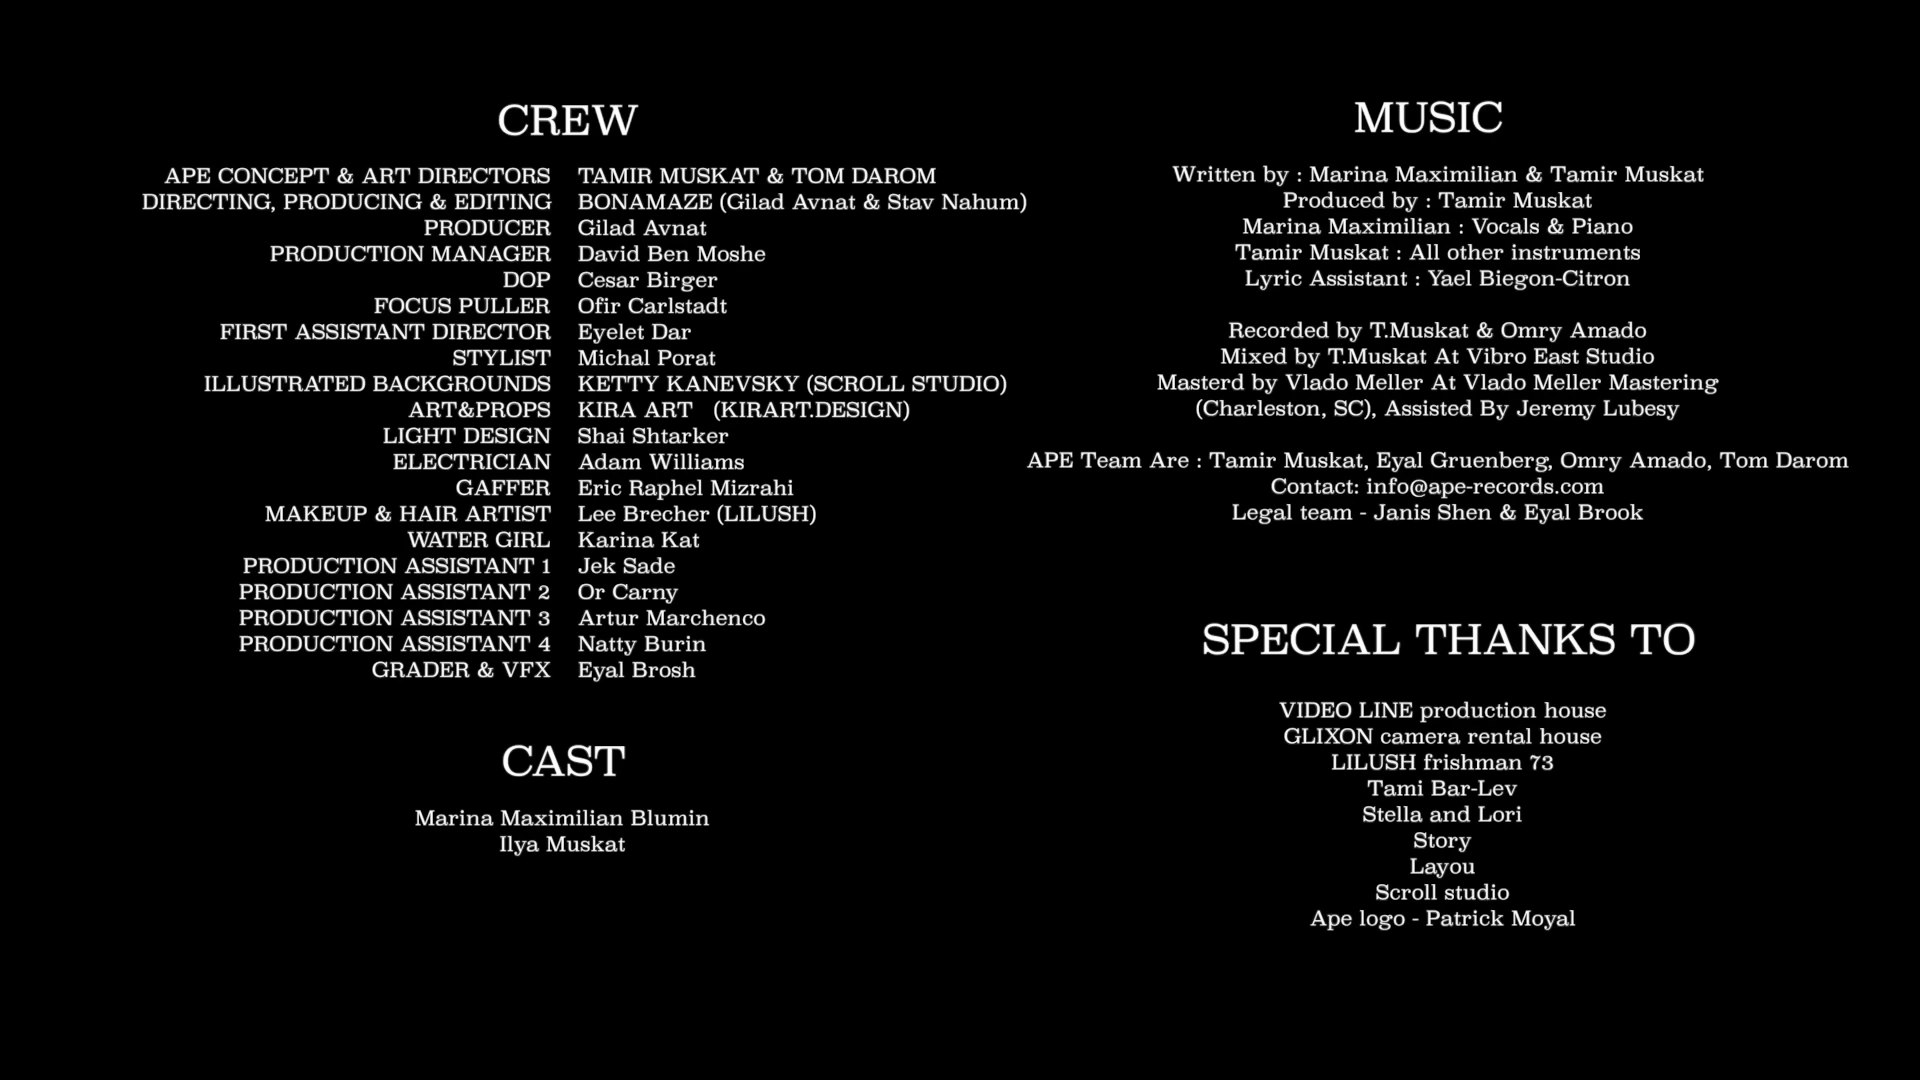 CREW
APE CONCEPT & ART DIRECTORS TAMIR MUSKAT & TOM DAROM
DIRECTING, PRODUCING & EDITING BONAMAZE (Gilad Avnat & Stav Nahum)
PRODUCER Gilad Avnat
PRODUCTION MANAGER David Ben Moshe
DOP Cesar Birger
FOCUS PULLER Ofir Carlstadt
FIRST ASSISTANT DIRECTOR Eyelet Dar
STYLIST Michal Porat
ILLUSTRATED BACKGROUNDS KETTY KANEVSKY (SCROLL STUDIO)
ART&PROPS KIRA ART (KIRART.DESIGN)
LIGHT DESIGN Shai Shtarker
ELECTRICIAN Adam Williams
GAFFER Eric Raphel Mizrahi
MAKEUP & HAIR ARTIST Lee Brecher (LILUSH)
WATER GIRL Karina Kat
PRODUCTION ASSISTANT 1 Jek Sade
PRODUCTION ASSISTANT 2 Or Carny
PRODUCTION ASSISTANT 3 Artur Marchenco
PRODUCTION ASSISTANT 4 Natty Burin
GRADER & VFX Eyal Brosh
CAST
Marina Maximilian Blumin
Ilya Muskat
MUSIC
Written by : Marina Maximilian & Tamir Muskat
Produced by : Tamir Muskat
Marina Maximilian : Vocals & Piano
Tamir Muskat : All other instruments
Lyric Assistant : Yael Biegon-Citron
Recorded by T.Muskat & Omry Amado
Mixed by T.Muskat At Vibro East Studio
Masterd by Vlado Meller At Vlado Meller Mastering
(Charleston, SC), Assisted By Jeremy Lubesy
APE Team Are : Tamir Muskat, Eyal Gruenberg, Omry Amado, Tom Darom
Contact: info@ape-records.com
Legal team - Janis Shen & Eyal Brook
SPECIAL THANKS TO
VIDEO LINE production house
GLIXON camera rental house
LILUSH frishman 73
Tami Bar-Lev
Stella and Lori
Story
Layou
Scroll studio
Ape logo - Patrick Moyal